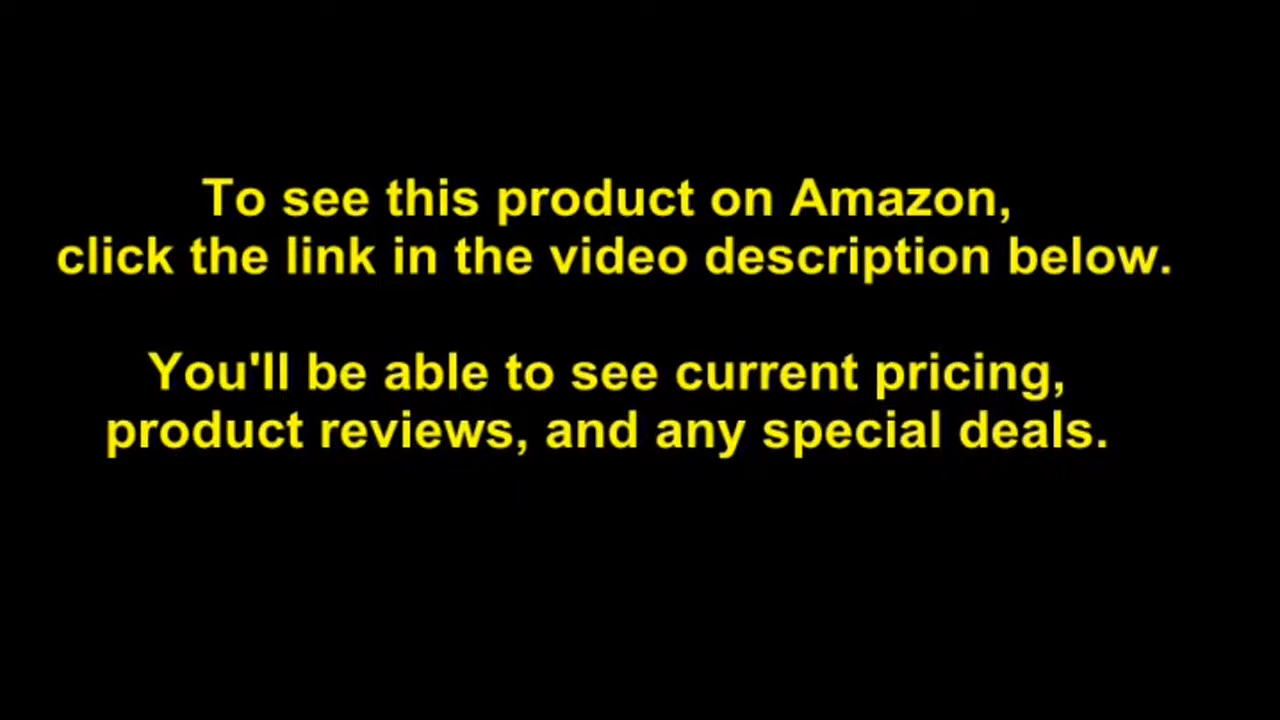 To see this product on Amazon,
click the link in the video description below.
You'll be able to see current pricing,
product reviews, and any special deals.